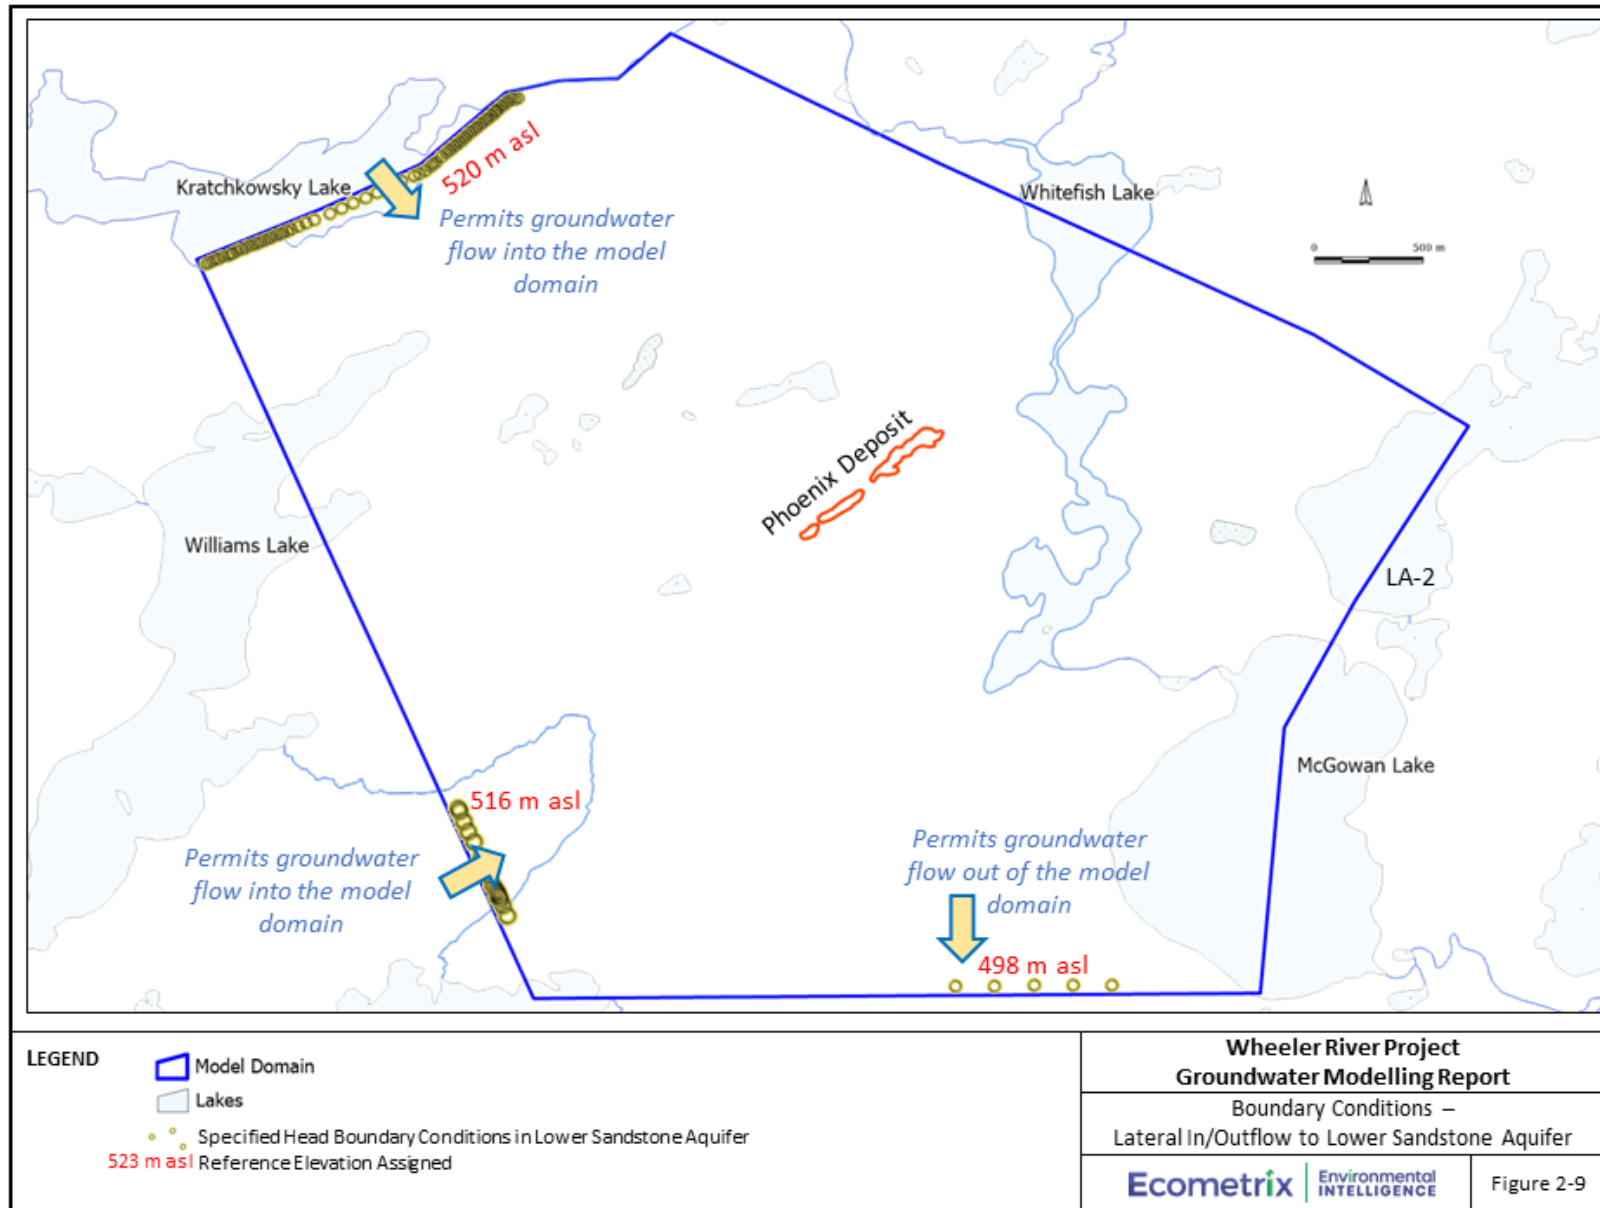 520 m asl
Kratchkowsky Lake
Whitefish Lake
Permits groundwater
flow into the model
domain
0 500 m
Phoenix Deposit
Williams Lake
LA-2
McGowan Lake
516 m asl
Permits groundwater
flow into the model
domain
Permits groundwater
flow out of the model
domain
498 m asl
LEGEND
Model Domain
Lakes
Specified Head Boundary Conditions in Lower Sandstone Aquifer
523 m asl Reference Elevation Assigned
Wheeler River Project
Groundwater Modelling Report
Boundary Conditions –
Lateral In/Outflow to Lower Sandstone Aquifer
Ecometrix
Environmental
INTELLIGENCE
Figure 2-9